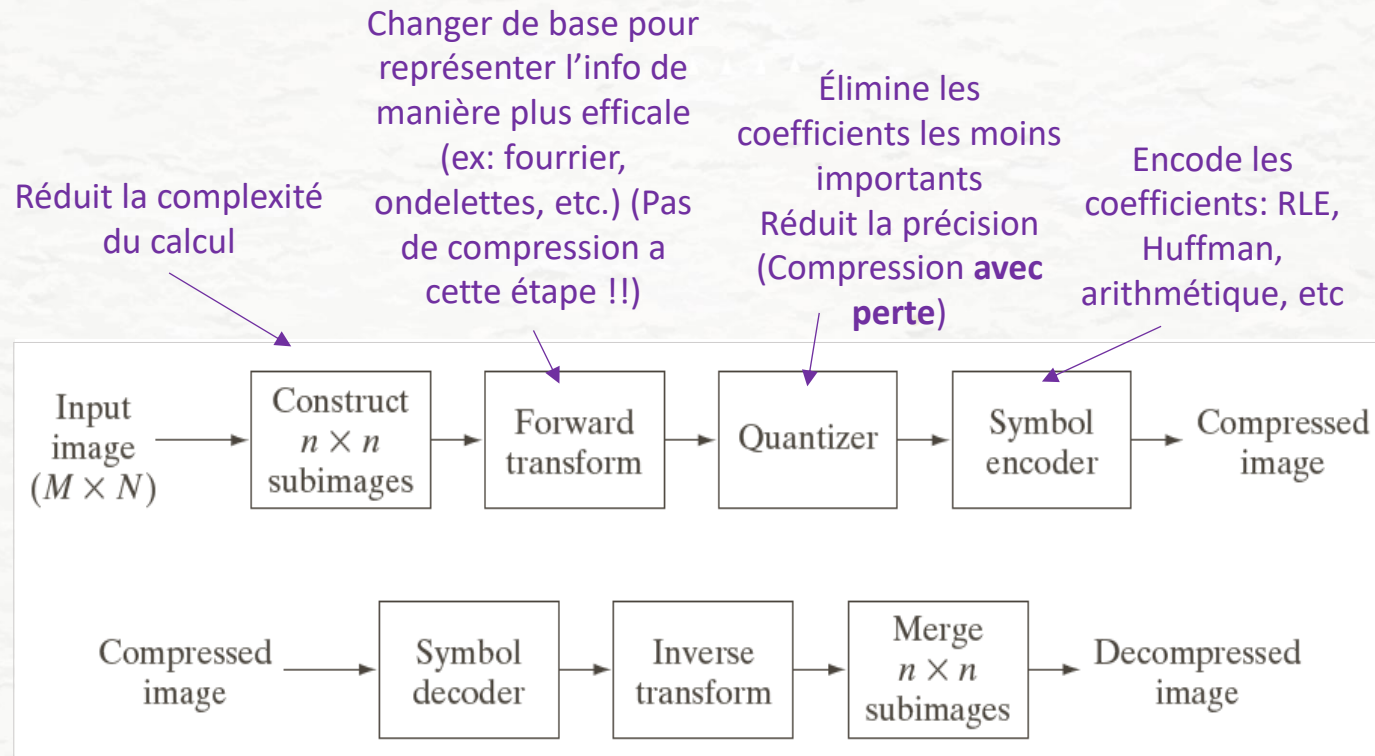 Changer de base pour
représenter l'info de
manière plus efficale
(ex: fourrier,
ondelettes, etc.) (Pas
de compression a
cette étape !!)
Élimine les
coefficients les moins
importants
Réduit la précision
(Compression avec
perte)
Encode les
coefficients: RLE,
Huffman,
arithmétique, etc
Réduit la complexité
du calcul
Input
image
(M × N)
Construct
n × n
subimages
Forward
transform
Quantizer
Symbol
encoder
Compressed
image
Compressed
image
Symbol
decoder
Inverse
transform
Merge
n × n
subimages
Decompressed
image